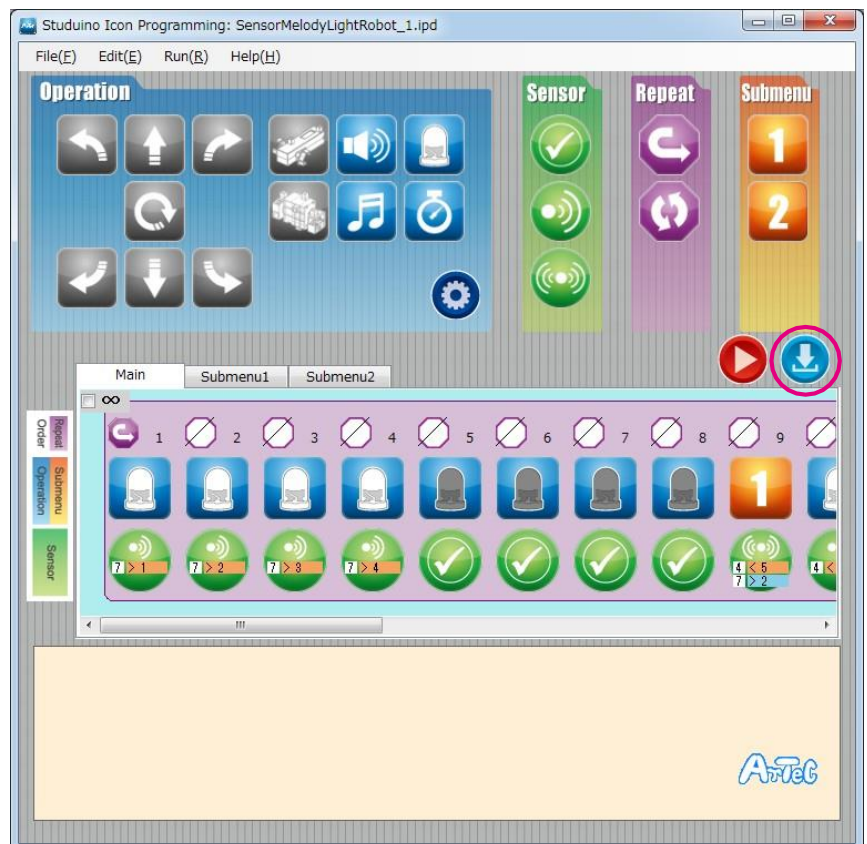 Studuino Icon Programming: SensorMelodyLightRobot_1.ipd
File(F) Edit(E) Run(R) Help(H)
Operation
Sensor
Repeat
Submenu
1
2
Main Submenu1 Submenu2
∞
Repeat
Order
Submenu
Operation
Sensor
1 2 3 4 5 6 7 8 9
1
7 > 1
7 > 2
7 > 3
7 > 4
4 < 5
7 > 2
4 <
ArTeC